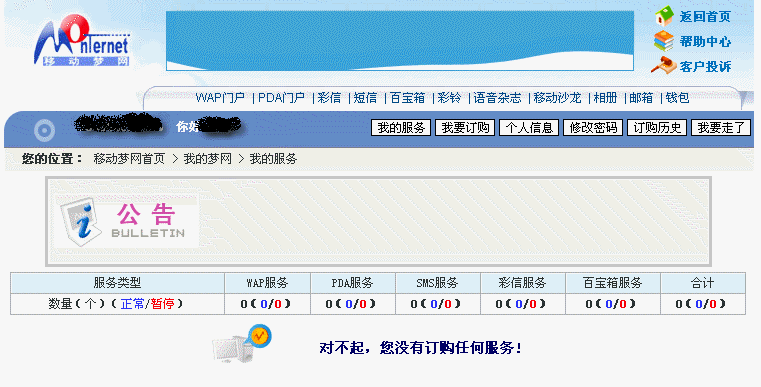 Monternet
移动梦网
返回首页
帮助中心
客户投诉
WAP门户 | PDA门户 | 彩信 | 短信 | 百宝箱 | 彩铃 | 语音杂志 | 移动沙龙 | 相册 | 邮箱 | 钱包
你好
我的服务 我要订购 个人信息 修改密码 订购历史 我要走了
您的位置： 移动梦网首页 > 我的梦网 > 我的服务
公 告
BULLETIN
服务类型 WAP服务 PDA服务 SMS服务 彩信服务 百宝箱服务 合计
数量(个)(正常/暂停) 0(0/0) 0(0/0) 0(0/0) 0(0/0) 0(0/0) 0(0/0)
对不起，您没有订购任何服务!